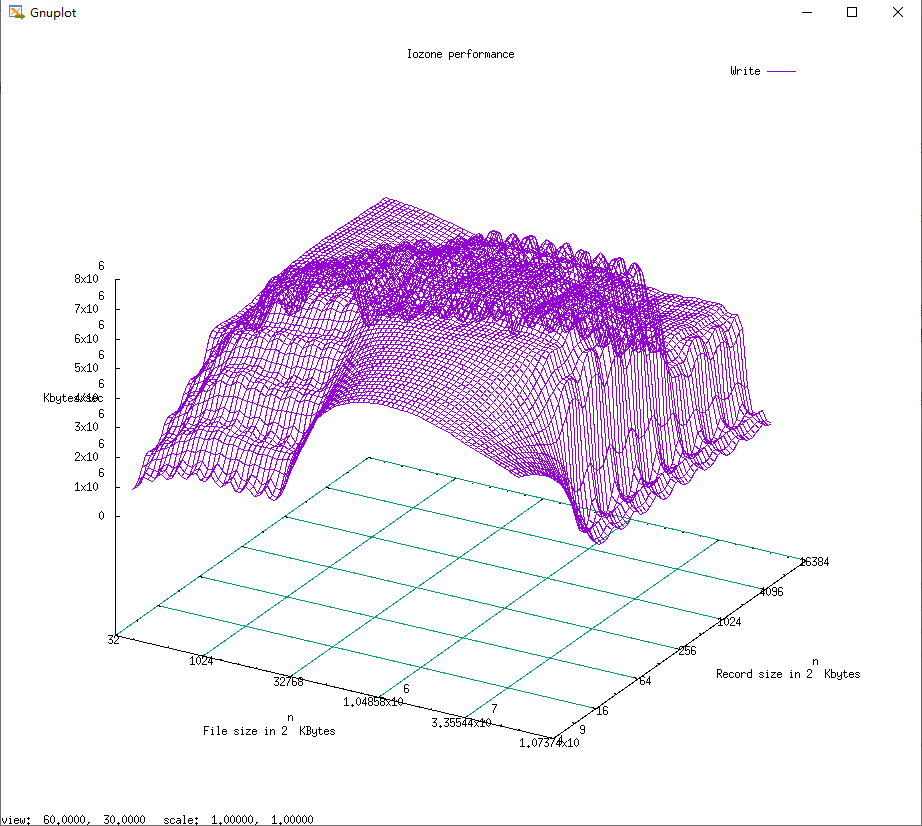 Gnuplot
Iozone performance
Write
8x10^6
7x10^6
6x10^6
5x10^6
4x10^6
Kbytes/sec
3x10^6
2x10^6
1x10^6
0
16384
4096
1024
256
64
16
4
Record size in 2^n Kbytes
32
1024
32768
1.04858x10^6
3.35544x10^7
1.07374x10^9
File size in 2^n KBytes
view: 60.0000, 30.0000 scale: 1.00000, 1.00000